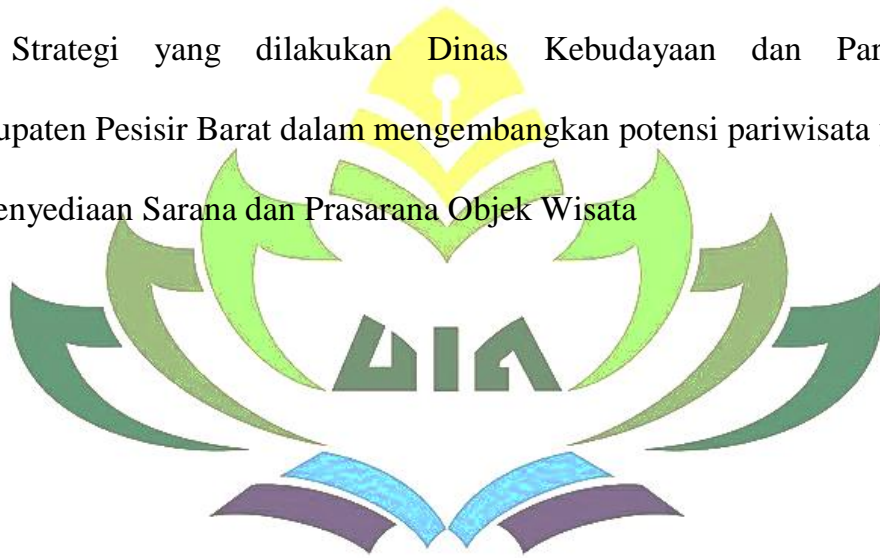 Strategi yang dilakukan Dinas Kebudayaan dan Par
upaten Pesisir Barat dalam mengembangkan potensi pariwisata
enyediaan Sarana dan Prasarana Objek Wisata
UIN